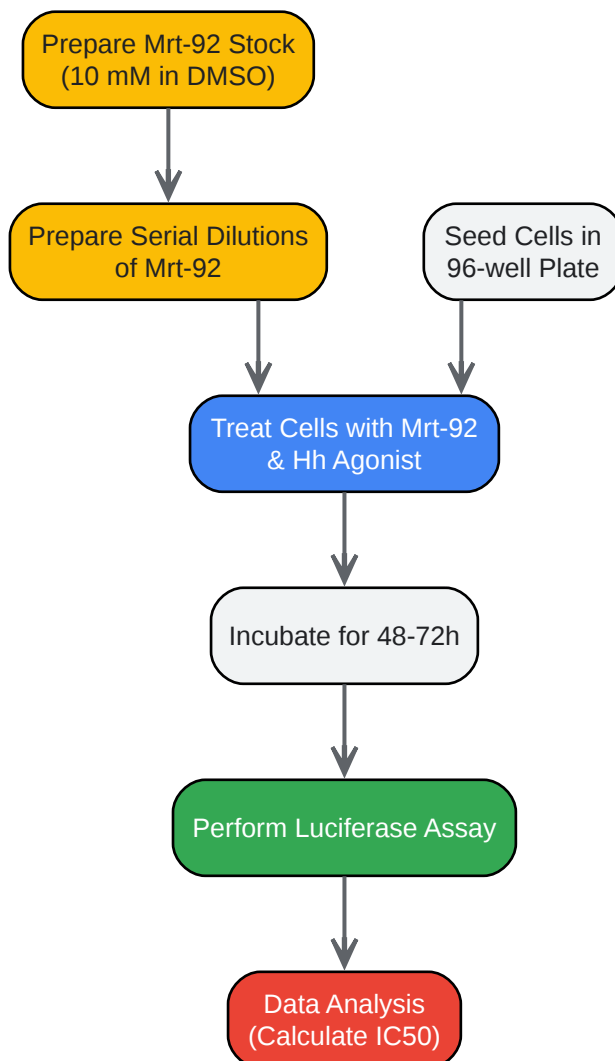 Prepare Mrt-92 Stock
(10 mM in DMSO)
Prepare Serial Dilutions
of Mrt-92
Seed Cells in
96-well Plate
Treat Cells with Mrt-92
& Hh Agonist
Incubate for 48-72h
Perform Luciferase Assay
Data Analysis
(Calculate IC50)